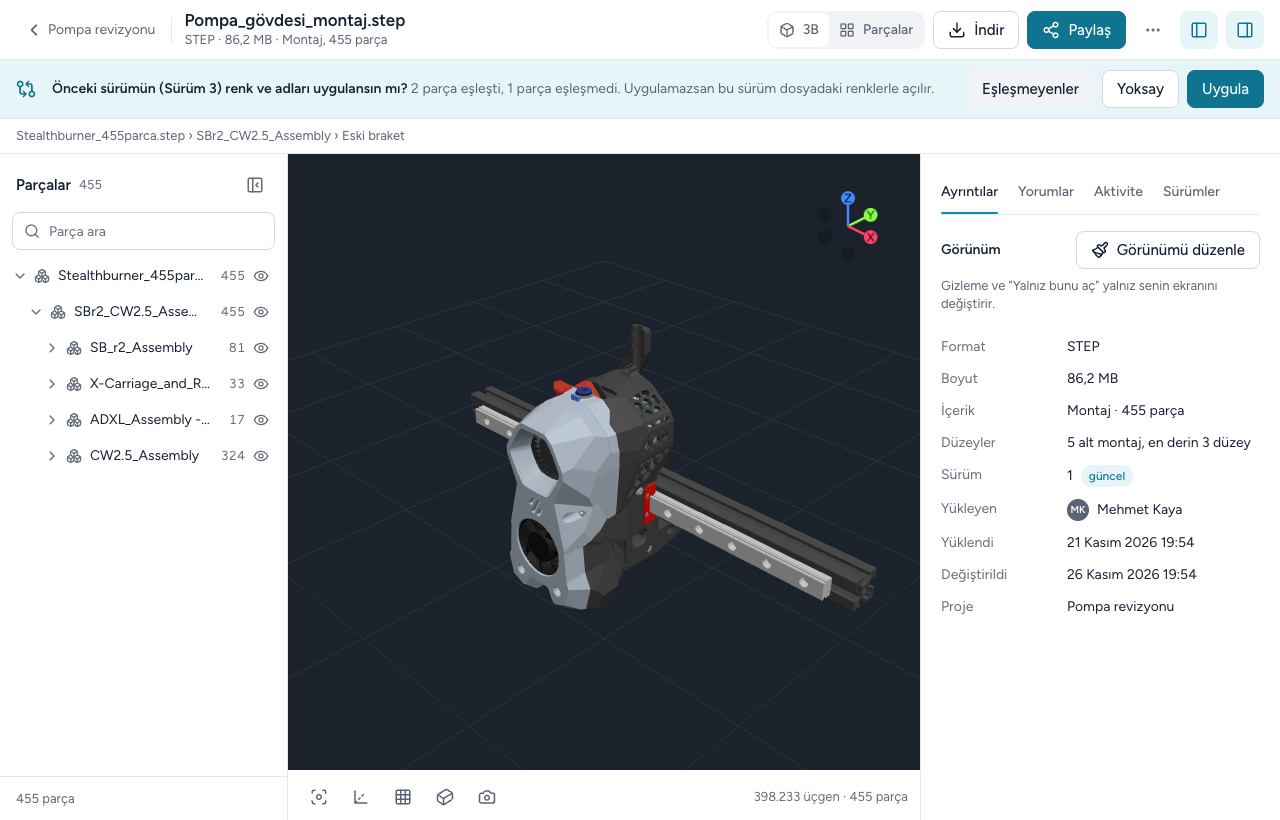 Pompa revizyonu
Pompa_gövdesi_montaj.step
STEP · 86,2 MB · Montaj, 455 parça
3B
Parçalar
İndir
Paylaş
Önceki sürümün (Sürüm 3) renk ve adları uygulansın mı? 2 parça eşleşti, 1 parça eşleşmedi. Uygulamazsan bu sürüm dosyadaki renklerle açılır.
Eşleşmeyenler
Yoksay
Uygula
Stealthburner_455parca.step › SBr2_CW2.5_Assembly › Eski braket
Parçalar 455
Parça ara
Stealthburner_455par... 455
SBr2_CW2.5_Asse... 455
SB_r2_Assembly 81
X-Carriage_and_R... 33
ADXL_Assembly -... 17
CW2.5_Assembly 324
455 parça
Z
Y
X
398.233 üçgen · 455 parça
Ayrıntılar
Yorumlar
Aktivite
Sürümler
Görünüm
Görünümü düzenle
Gizleme ve "Yalnız bunu aç" yalnız senin ekranını
değiştirir.
Format STEP
Boyut 86,2 MB
İçerik Montaj · 455 parça
Düzeyler 5 alt montaj, en derin 3 düzey
Sürüm 1 güncel
Yükleyen MK Mehmet Kaya
Yüklendi 21 Kasım 2026 19:54
Değiştirildi 26 Kasım 2026 19:54
Proje Pompa revizyonu